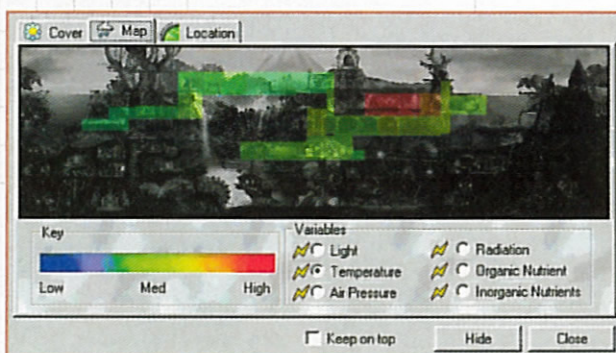 Cover Map Location
Key
Low Med High
Variables
Light Radiation
Temperature Organic Nutrient
Air Pressure Inorganic Nutrients
Keep on top Hide Close